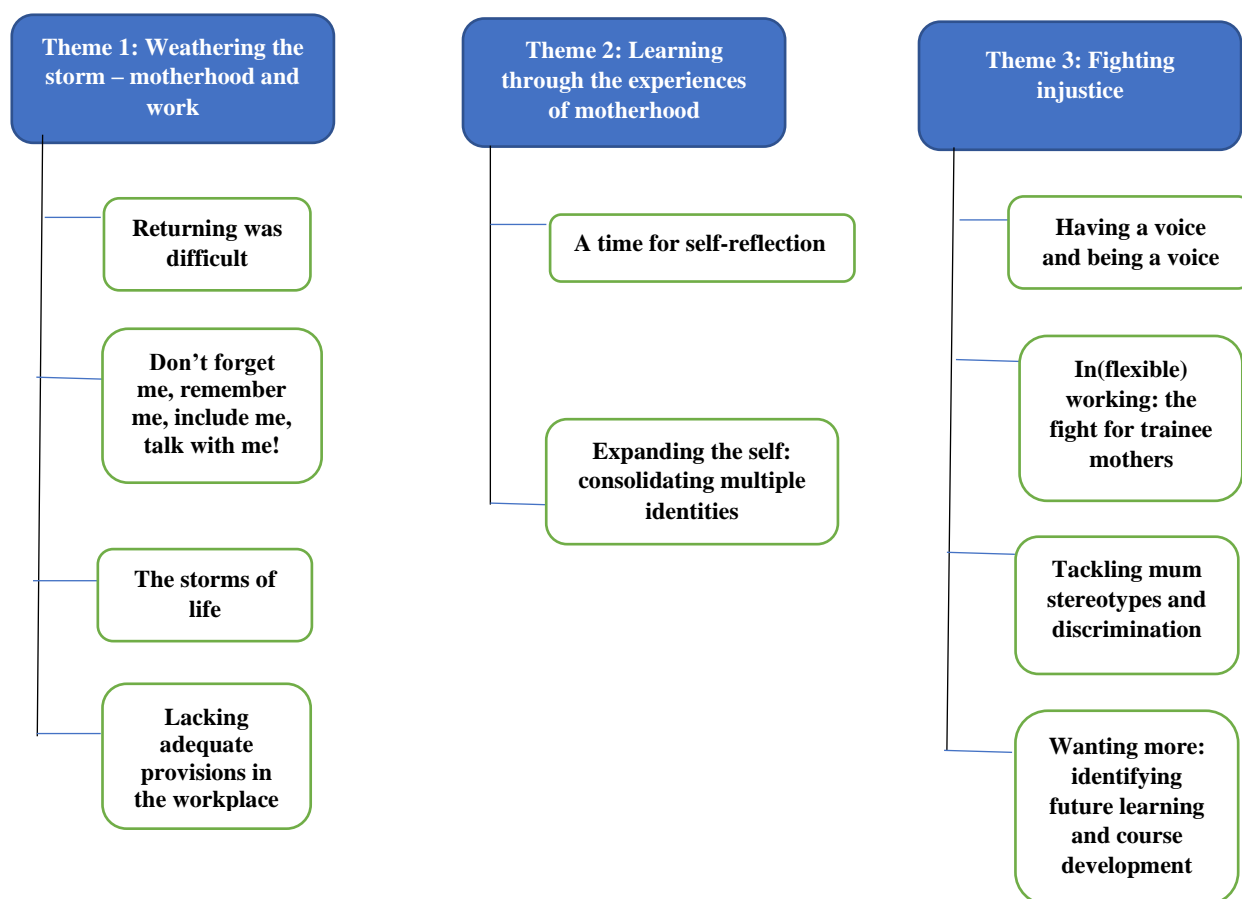 Theme 1: Weathering the
storm – motherhood and
work
Returning was
difficult
Don’t forget
me, remember
me, include me,
talk with me!
The storms of
life
Lacking
adequate
provisions in
the workplace
Theme 2: Learning
through the experiences
of motherhood
A time for self-reflection
Expanding the self:
consolidating multiple
identities
Theme 3: Fighting
injustice
Having a voice
and being a voice
In(flexible)
working: the
fight for trainee
mothers
Tackling mum
stereotypes and
discrimination
Wanting more:
identifying
future learning
and course
development